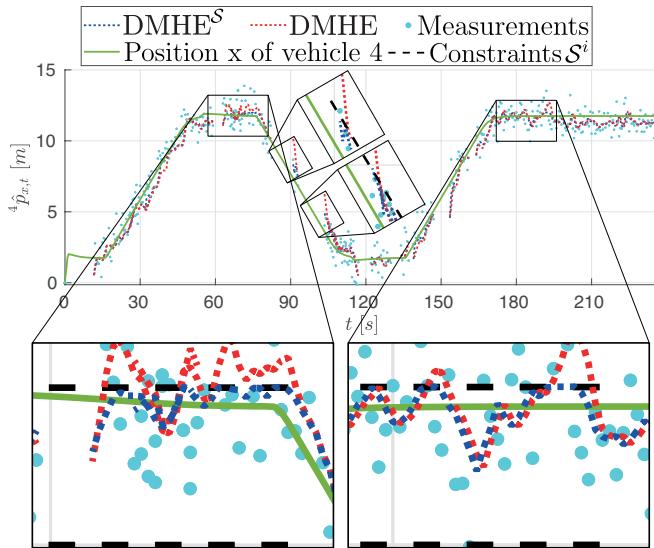 DMHE^𝒮 DMHE Measurements
Position x of vehicle 4 Constraints 𝒮^i
15
10
5
0
⁴p̂_{x,t} [m]
0 30 60 90 120 150 180 210
t [s]